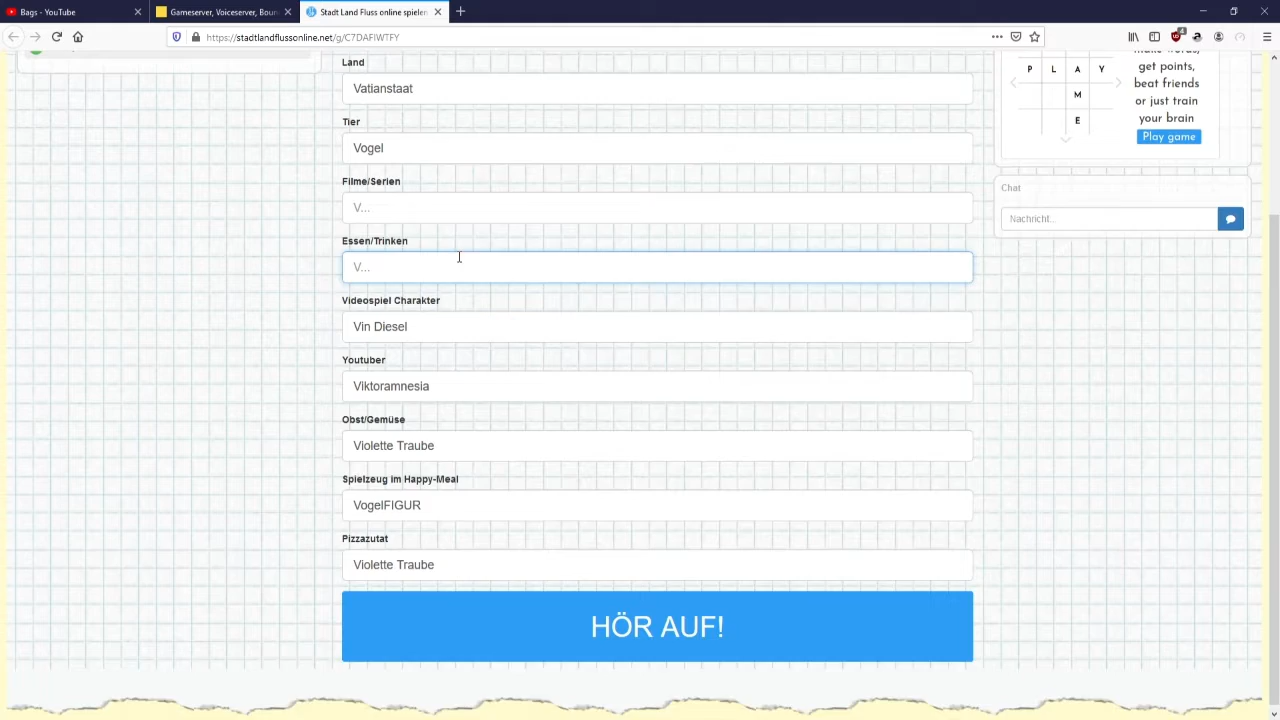 Bags - YouTube
Gameserver, Voiceserver, Boun
Stadt Land Fluss online spielen
https://stadtlandflussonline.net/g/C7DAFIWTFY
4
Land
Vatianstaat
Tier
Vogel
Filme/Serien
V...
Essen/Trinken
V...
Videospiel Charakter
Vin Diesel
Youtuber
Viktoramnesia
Obst/Gemüse
Violette Traube
Spielzeug im Happy-Meal
VogelFIGUR
Pizzazutat
Violette Traube
HÖR AUF!
P L A Y
M
E
make words,
get points,
beat friends
or just train
your brain
Play game
Chat
Nachricht...